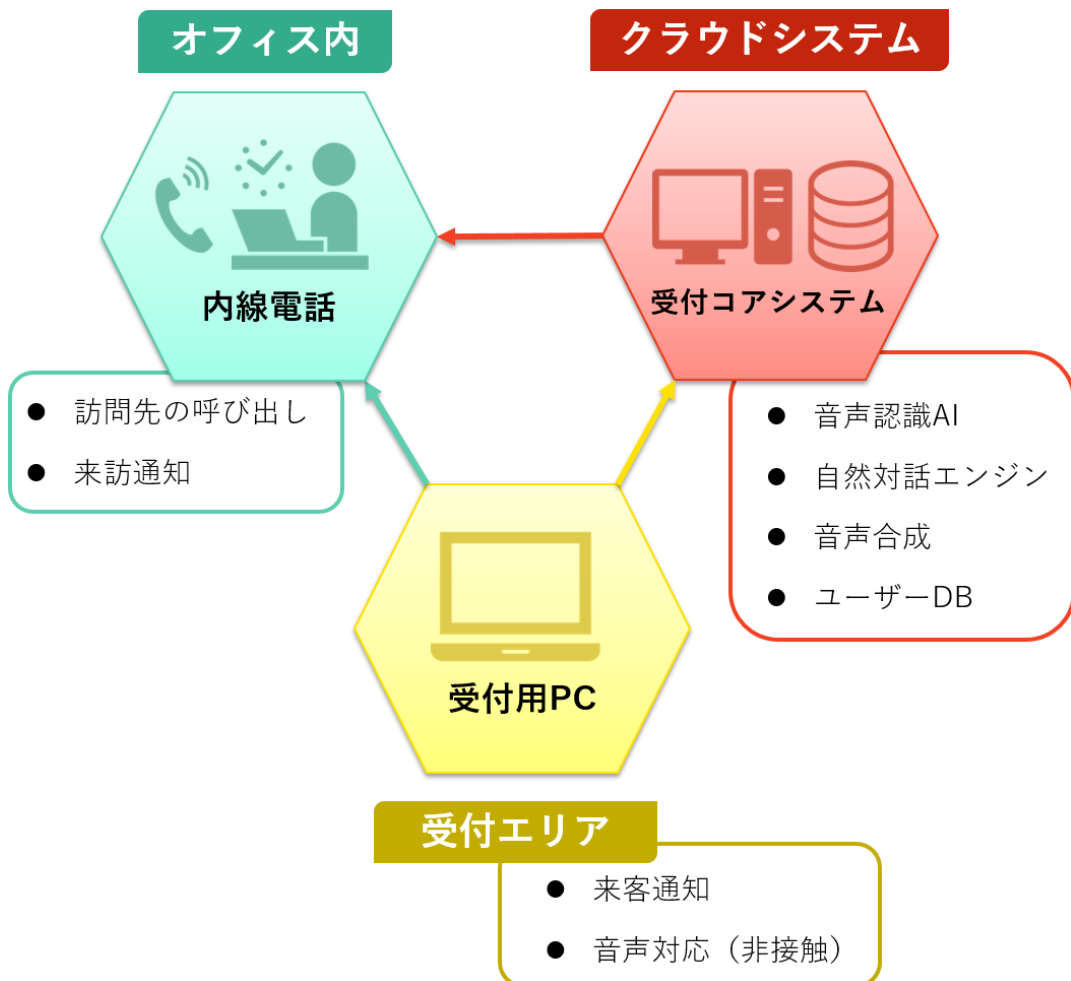 オフィス内
クラウドシステム
内線電話
受付コアシステム
● 訪問先の呼び出し
● 来訪通知
● 音声認識AI
● 自然対話エンジン
● 音声合成
● ユーザーDB
受付用PC
受付エリア
● 来客通知
● 音声対応（非接触）